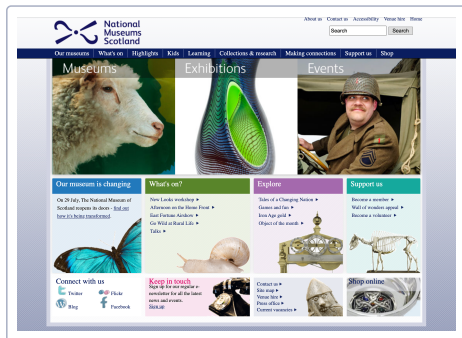 About us Contact us Accessibility Venue hire Home
National
Museums
Scotland
Search Search
Our museums What's on Highlights Kids Learning Collections & research Making connections Support us Shop
Museums Exhibitions Events
Our museum is changing
On 29 July, The National Museum of
Scotland reopens its doors - find out
how it's being transformed.
What's on?
New Looks workshop
Afternoon on the Home Front
East Fortune Airshow
Go Wild at Rural Life
Talks
Explore
Tales of a Changing Nation
Games and fun
Iron Age gold
Object of the month
Support us
Become a member
Wall of wonders appeal
Become a volunteer
Connect with us
Twitter Flickr
Blog Facebook
Keep in touch
Sign up for our regular e-
newsletter for all the latest
news and events.
Sign up
Contact us
Site map
Venue hire
Press office
Current vacancies
Shop online